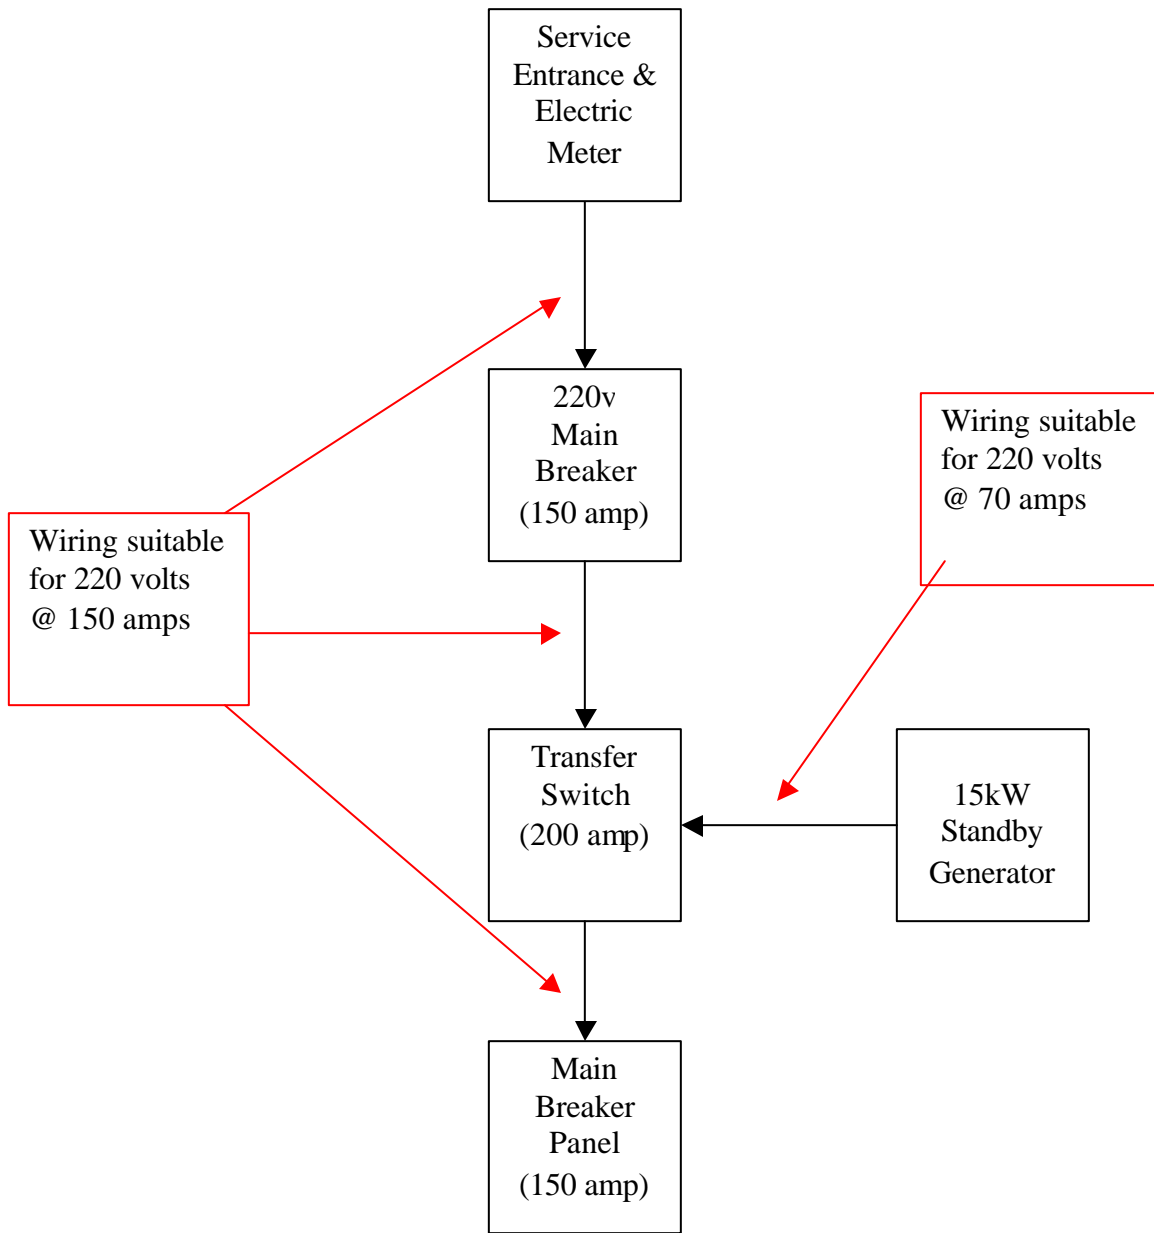 Service
Entrance &
Electric
Meter
220v
Main
Breaker
(150 amp)
Wiring suitable
for 220 volts
@ 70 amps
Wiring suitable
for 220 volts
@ 150 amps
Transfer
Switch
(200 amp)
15kW
Standby
Generator
Main
Breaker
Panel
(150 amp)